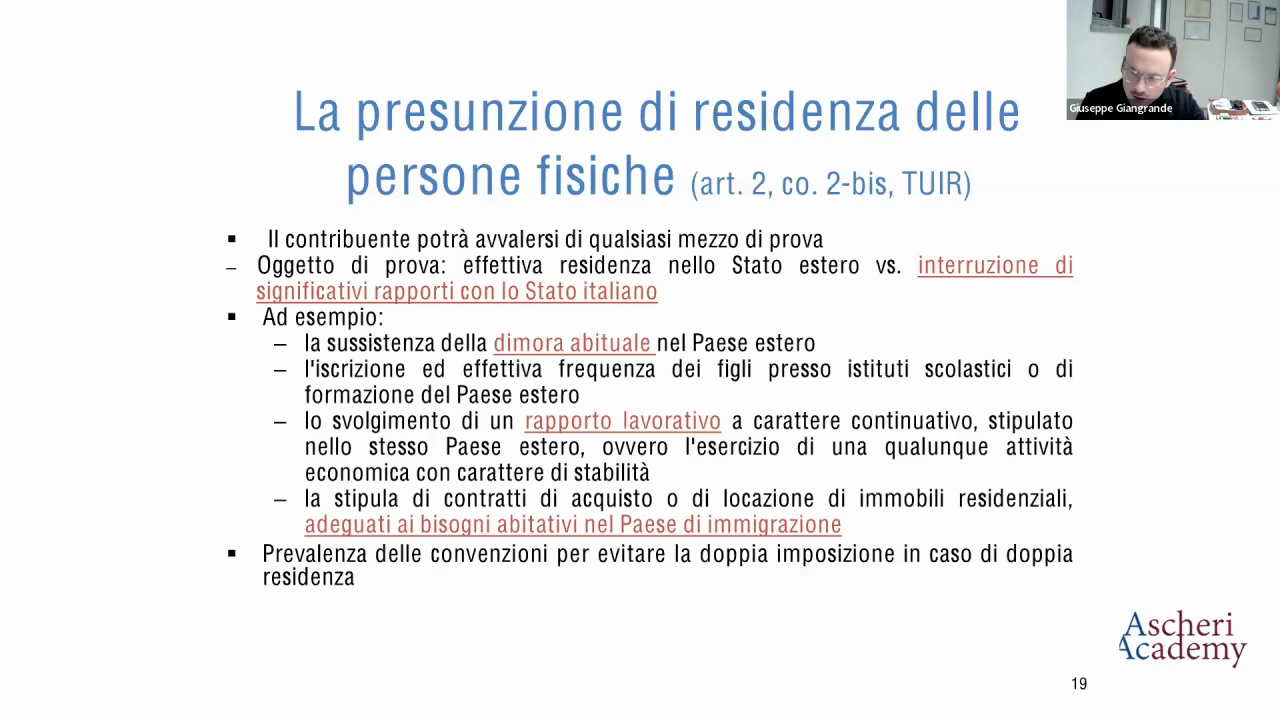 Giuseppe Giangrande
La presunzione di residenza delle
persone fisiche (art. 2, co. 2-bis, TUIR)
▪ Il contribuente potrà avvalersi di qualsiasi mezzo di prova
– Oggetto di prova: effettiva residenza nello Stato estero vs. interruzione di
significativi rapporti con lo Stato italiano
▪ Ad esempio:
– la sussistenza della dimora abituale nel Paese estero
– l'iscrizione ed effettiva frequenza dei figli presso istituti scolastici o di
formazione del Paese estero
– lo svolgimento di un rapporto lavorativo a carattere continuativo, stipulato
nello stesso Paese estero, ovvero l'esercizio di una qualunque attività
economica con carattere di stabilità
– la stipula di contratti di acquisto o di locazione di immobili residenziali,
adeguati ai bisogni abitativi nel Paese di immigrazione
▪ Prevalenza delle convenzioni per evitare la doppia imposizione in caso di doppia
residenza
Ascheri
Academy
19